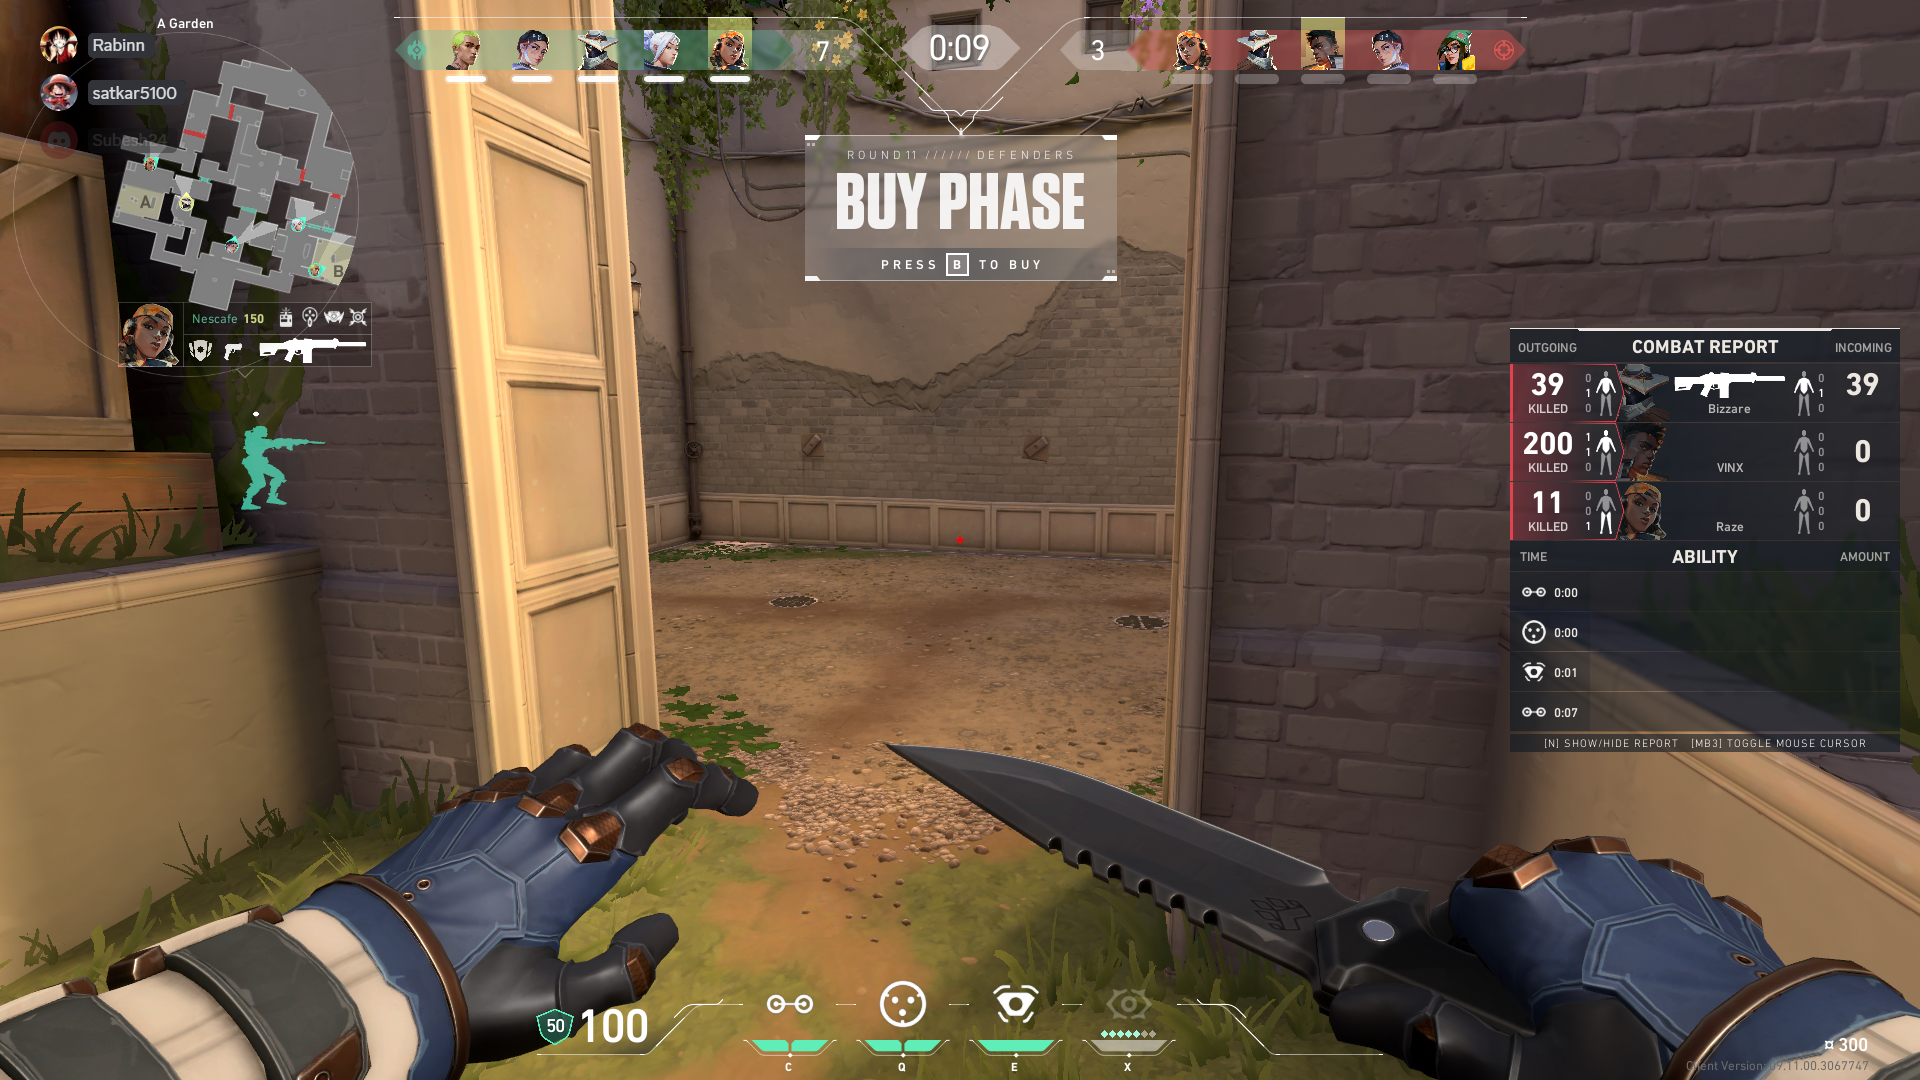 A Garden
Rabinn
satkar5100
Subesh24
7
0:09
3
ROUND 11 ////// DEFENDERS
BUY PHASE
PRESS B TO BUY
A
B
Nescafe 150
OUTGOING COMBAT REPORT INCOMING
39 0 1 0 0 1 0 39
KILLED Bizzare
200 1 1 0 0 0 0 0
KILLED VINX
11 0 0 1 0 0 0 0
KILLED Raze
TIME ABILITY AMOUNT
0:00
0:00
0:01
0:07
[N] SHOW/HIDE REPORT [MB3] TOGGLE MOUSE CURSOR
50 100
C Q E X
¤ 300